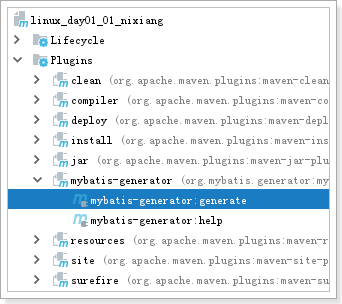 linux_day01_01_nixiang
Lifecycle
Plugins
clean (org.apache.maven.plugins:maven-clean
compiler (org.apache.maven.plugins:maven-co
deploy (org.apache.maven.plugins:maven-depl
install (org.apache.maven.plugins:maven-ins
jar (org.apache.maven.plugins:maven-jar-plu
mybatis-generator (org.mybatis.generator:my
mybatis-generator:generate
mybatis-generator:help
resources (org.apache.maven.plugins:maven-r
site (org.apache.maven.plugins:maven-site-p
surefire (org.apache.maven.plugins:maven-su